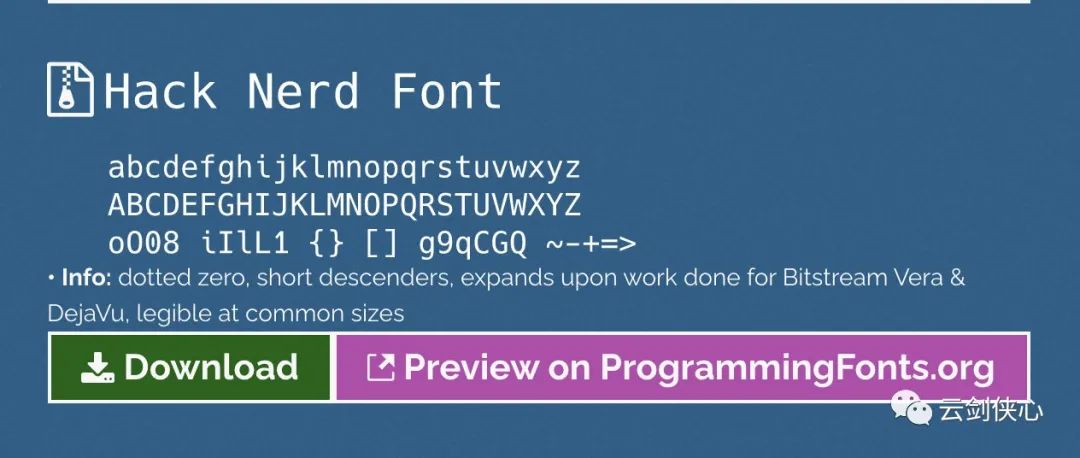 Hack Nerd Font
abcdefghijklmnopqrstuvwxyz
ABCDEFGHIJKLMNOPQRSTUVWXYZ
oO08 iIlL1 {} [] g9qCGQ ~-+=>
• Info: dotted zero, short descenders, expands upon work done for Bitstream Vera &
DejaVu, legible at common sizes
Download
Preview on ProgrammingFonts.org
云剑侠心